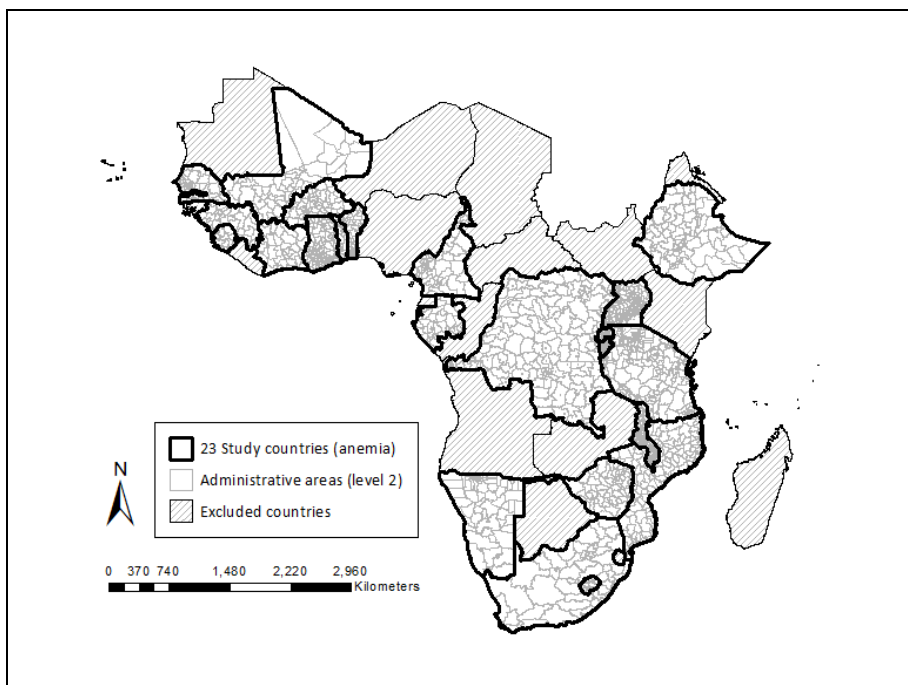 23 Study countries (anemia)
Administrative areas (level 2)
Excluded countries
N
0 370 740 1,480 2,220 2,960
Kilometers